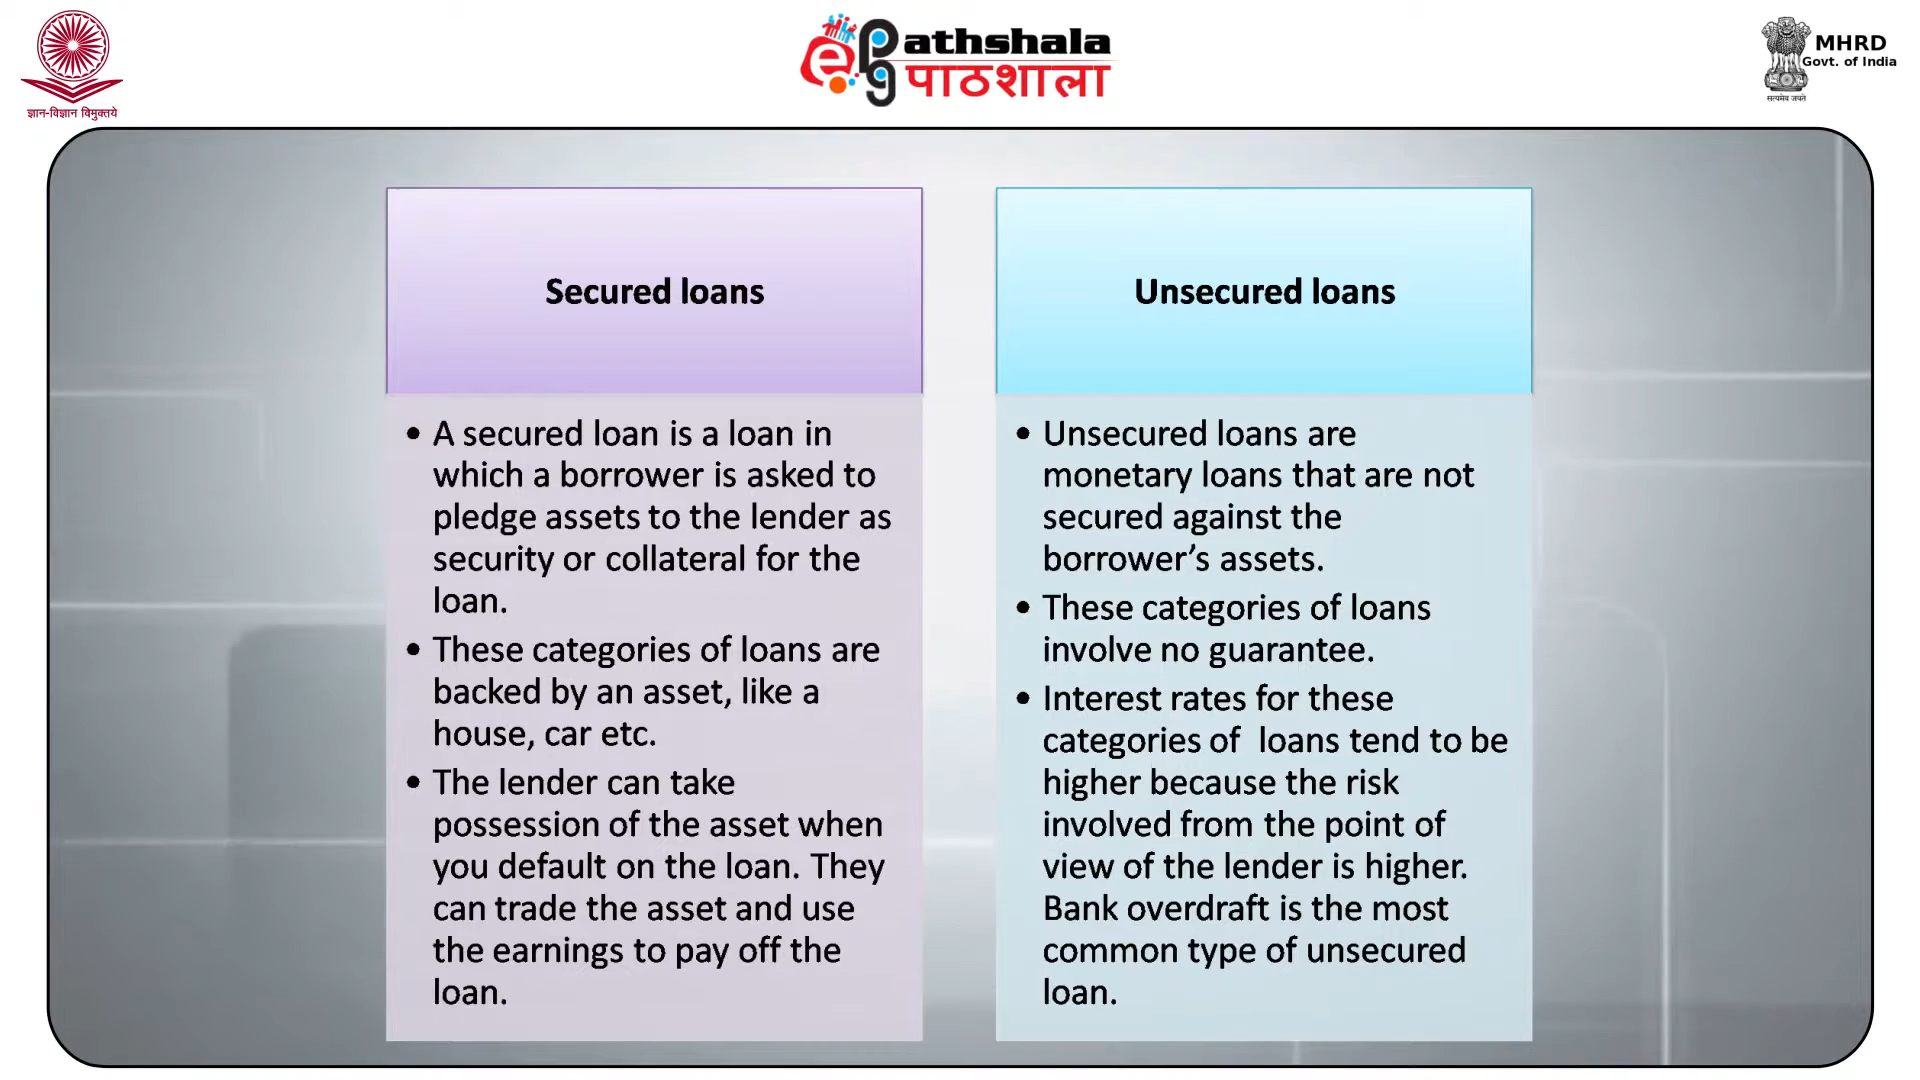 ज्ञान-विज्ञान विमुक्तये
epg
athshala
पाठशाला
MHRD
Govt. of India
सत्यमेव जयते
Secured loans
• A secured loan is a loan in
which a borrower is asked to
pledge assets to the lender as
security or collateral for the
loan.
• These categories of loans are
backed by an asset, like a
house, car etc.
• The lender can take
possession of the asset when
you default on the loan. They
can trade the asset and use
the earnings to pay off the
loan.
Unsecured loans
• Unsecured loans are
monetary loans that are not
secured against the
borrower’s assets.
• These categories of loans
involve no guarantee.
• Interest rates for these
categories of  loans tend to be
higher because the risk
involved from the point of
view of the lender is higher.
Bank overdraft is the most
common type of unsecured
loan.